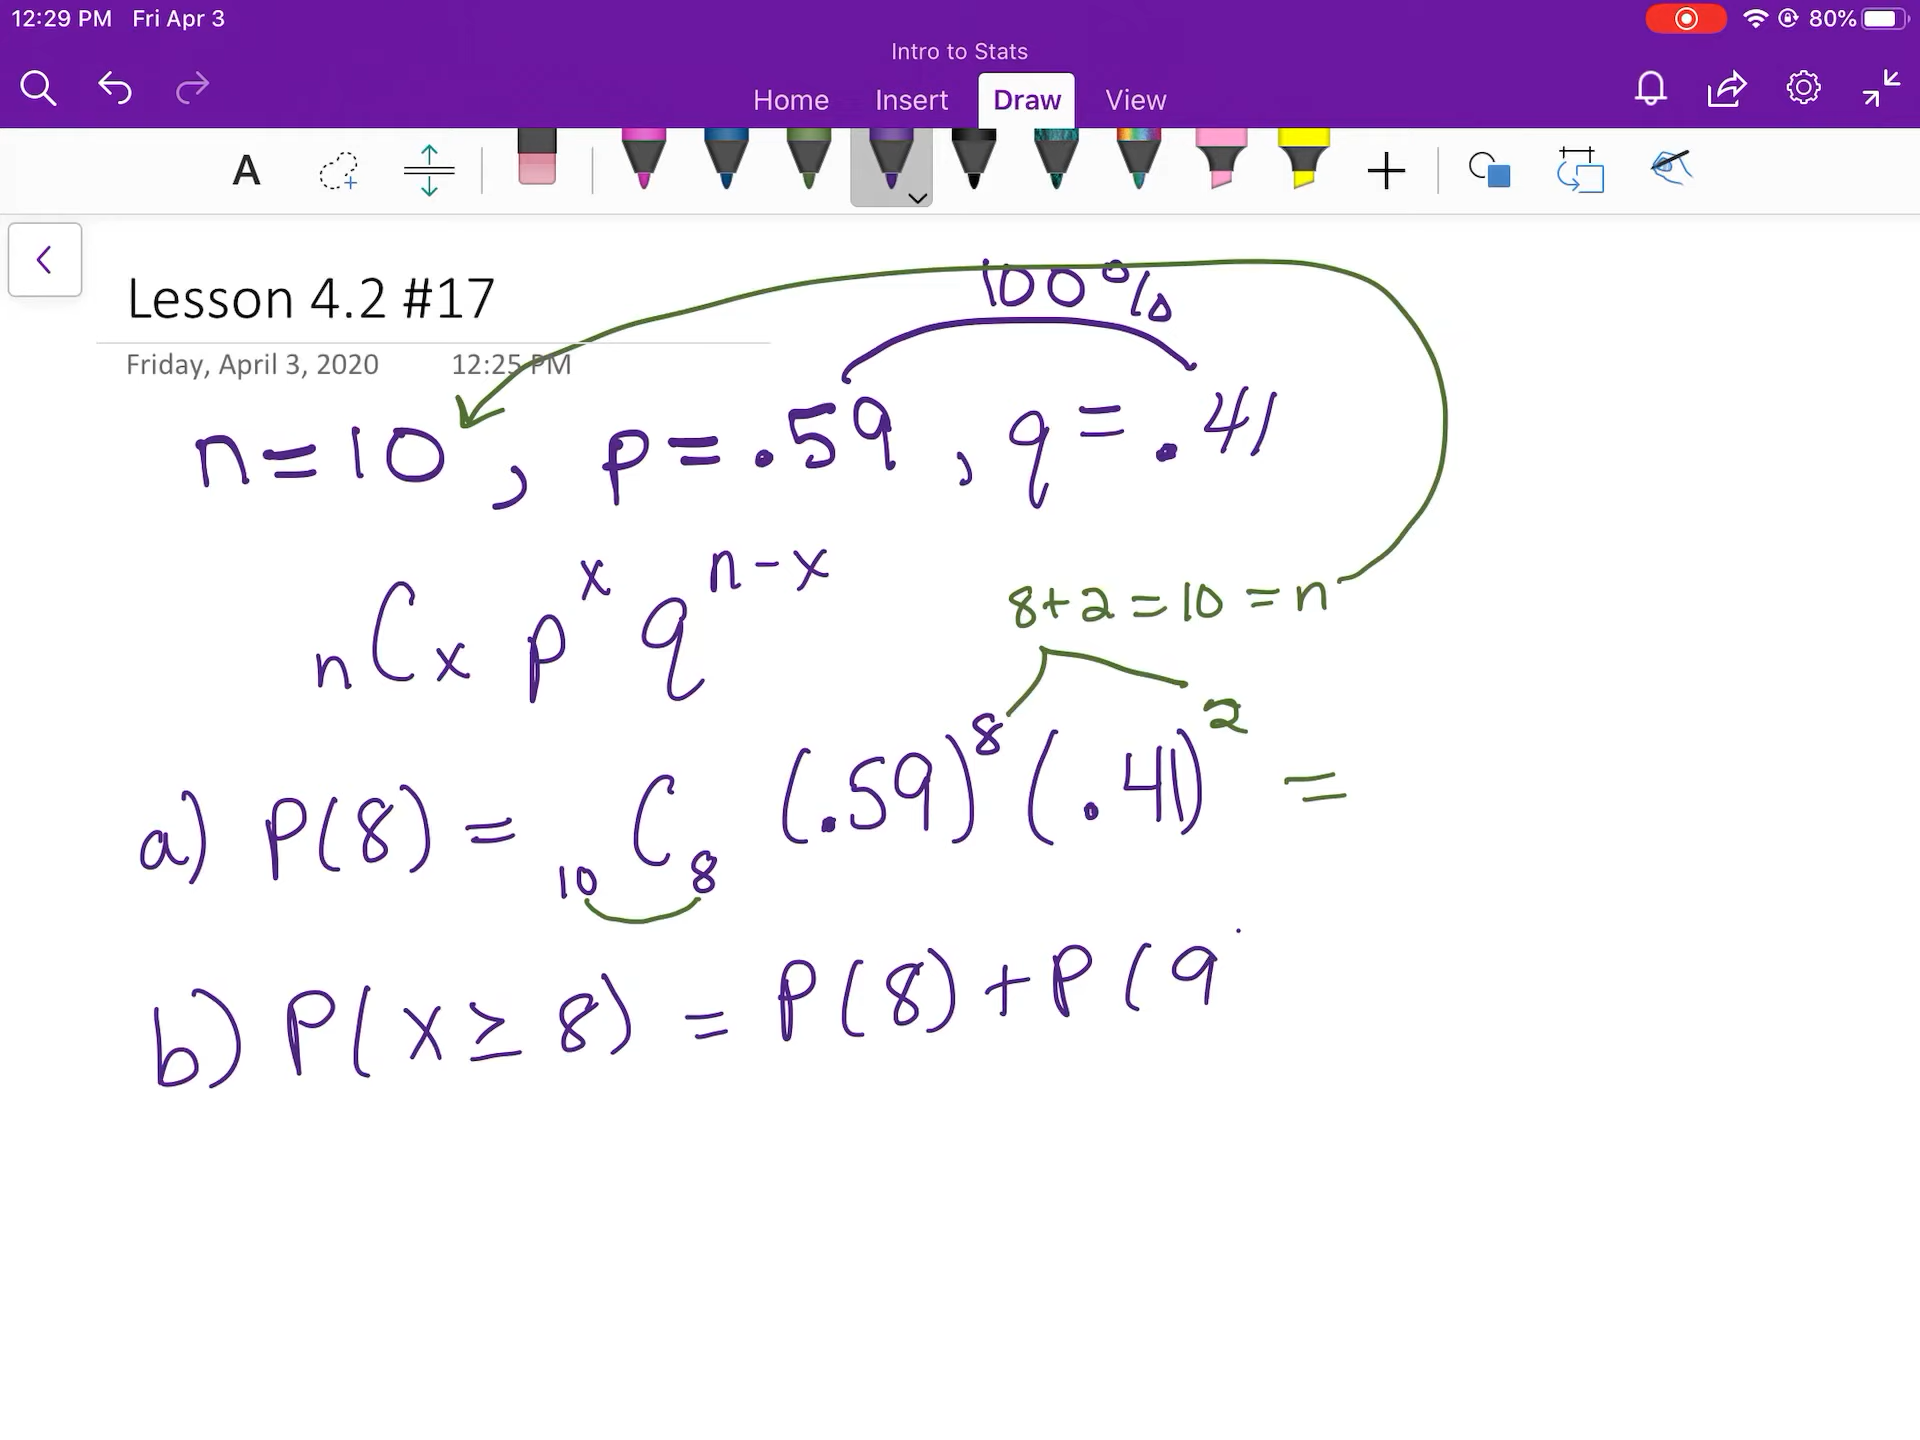 12:29 PM Fri Apr 3 80%
Intro to Stats
Home Insert Draw View
A
Lesson 4.2 #17
Friday, April 3, 2020 12:25 PM
100%
n=10, p=.59, q=.41
nCx p^x q^(n-x)
8+2=10=n
a) P(8) = 10C8 (.59)^8 (.41)^2 =
b) P(x≥8) = P(8)+P(9